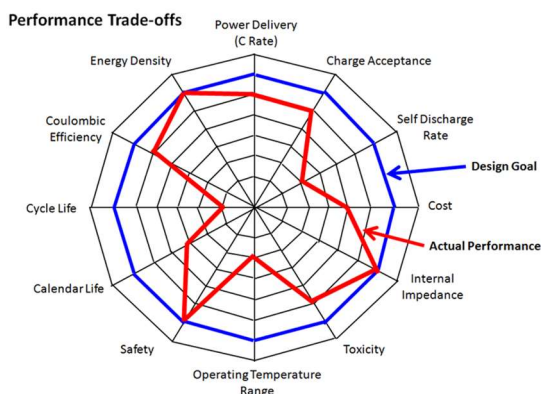 Performance Trade-offs
Power Delivery
(C Rate)
Energy Density
Charge Acceptance
Coulombic
Efficiency
Self Discharge
Rate
Design Goal
Cycle Life
Cost
Actual Performance
Internal
Impedance
Calendar Life
Safety
Toxicity
Operating Temperature
Range